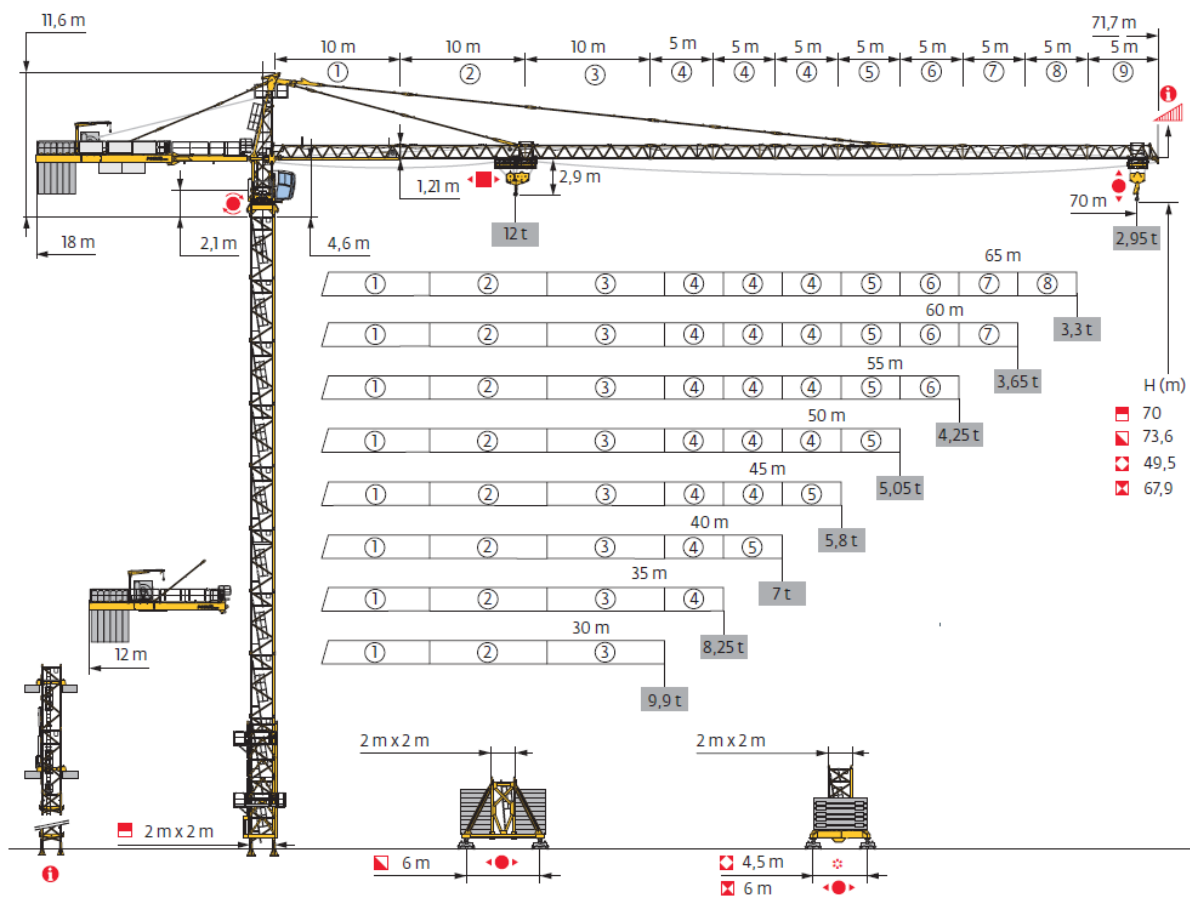 11,6 m
71,7 m
10 m 10 m 10 m 5 m 5 m 5 m 5 m 5 m 5 m 5 m 5 m
① ② ③ ④ ④ ④ ⑤ ⑥ ⑦ ⑧ ⑨
i
1,21 m
2,9 m
70 m
18 m
2,1 m
4,6 m
12 t
2,95 t
65 m
① ② ③ ④ ④ ④ ⑤ ⑥ ⑦ ⑧
3,3 t
60 m
① ② ③ ④ ④ ④ ⑤ ⑥ ⑦
3,65 t
55 m
① ② ③ ④ ④ ④ ⑤ ⑥
4,25 t
50 m
① ② ③ ④ ④ ④ ⑤
5,05 t
45 m
① ② ③ ④ ④ ⑤
5,8 t
40 m
① ② ③ ④ ⑤
7 t
35 m
① ② ③ ④
8,25 t
30 m
① ② ③
9,9 t
H (m)
70
73,6
49,5
67,9
12 m
2 m x 2 m
2 m x 2 m
2 m x 2 m
6 m
4,5 m
6 m
i